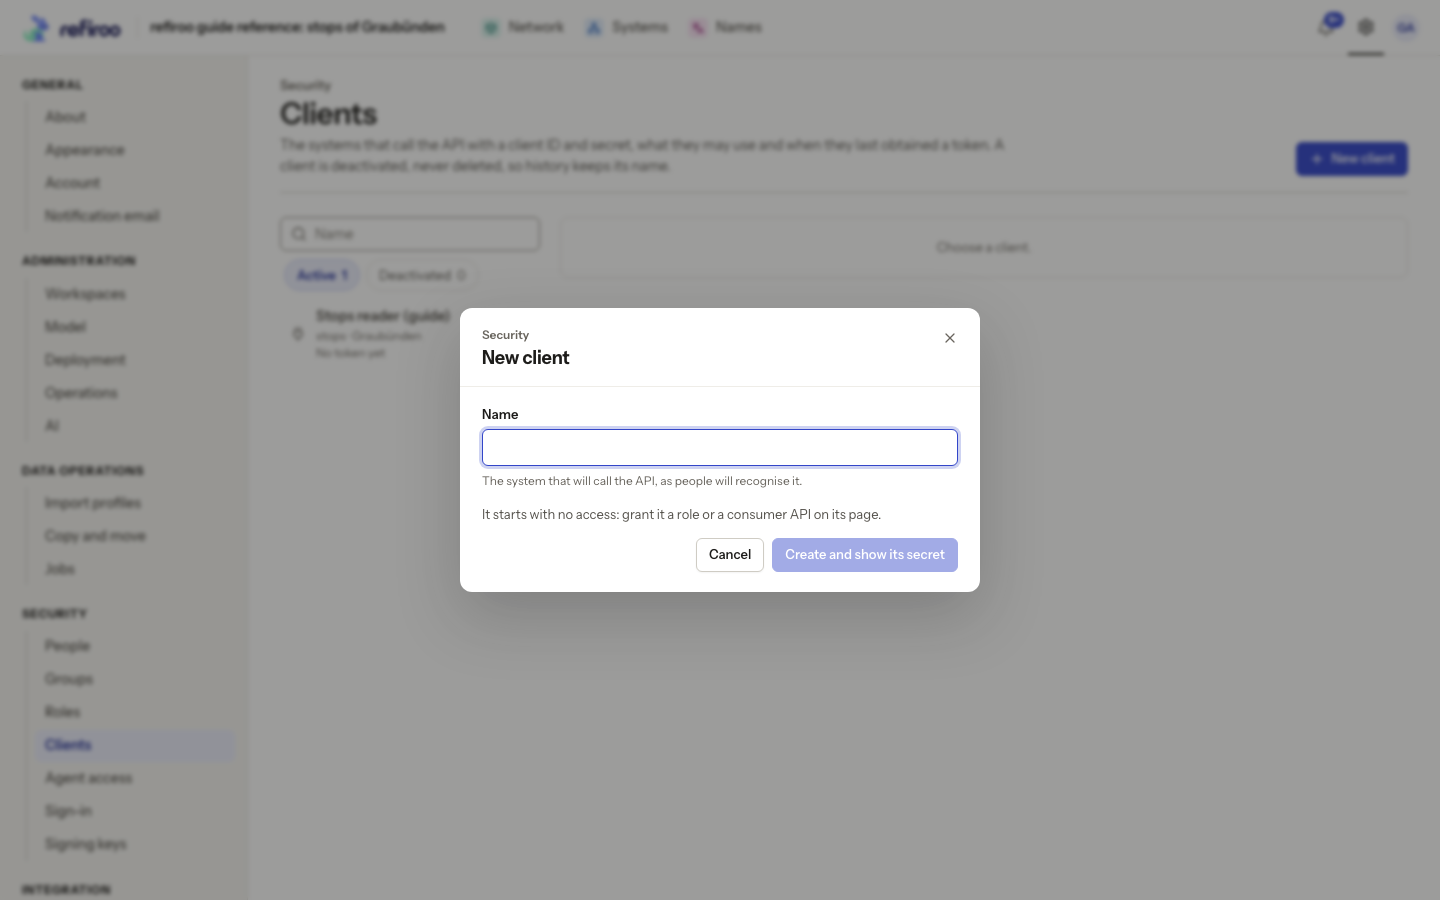 refiroo
refiroo guide reference: stops of Graubünden
Network
Systems
Names
GA
GENERAL
About
Appearance
Account
Notification email
ADMINISTRATION
Workspaces
Model
Deployment
Operations
AI
DATA OPERATIONS
Import profiles
Copy and move
Jobs
SECURITY
People
Groups
Roles
Clients
Agent access
Sign-in
Signing keys
INTEGRATION
Security
Clients
The systems that call the API with a client ID and secret, what they may use and when they last obtained a token. A
client is deactivated, never deleted, so history keeps its name.
New client
Name
Active 1
Deactivated 0
Stops reader (guide)
stops · Graubünden
No token yet
Choose a client.
Security
New client
Name
The system that will call the API, as people will recognise it.
It starts with no access: grant it a role or a consumer API on its page.
Cancel
Create and show its secret